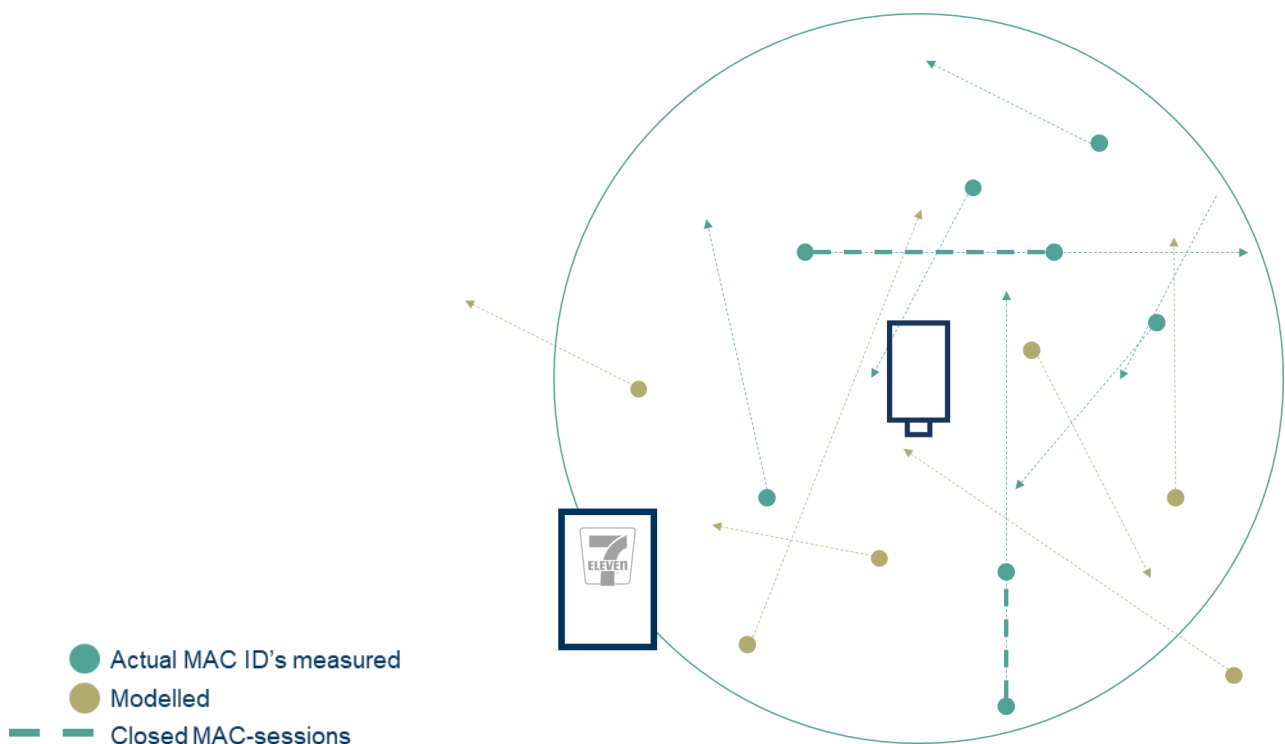 7
ELEVEN
Actual MAC ID's measured
Modelled
Closed MAC-sessions